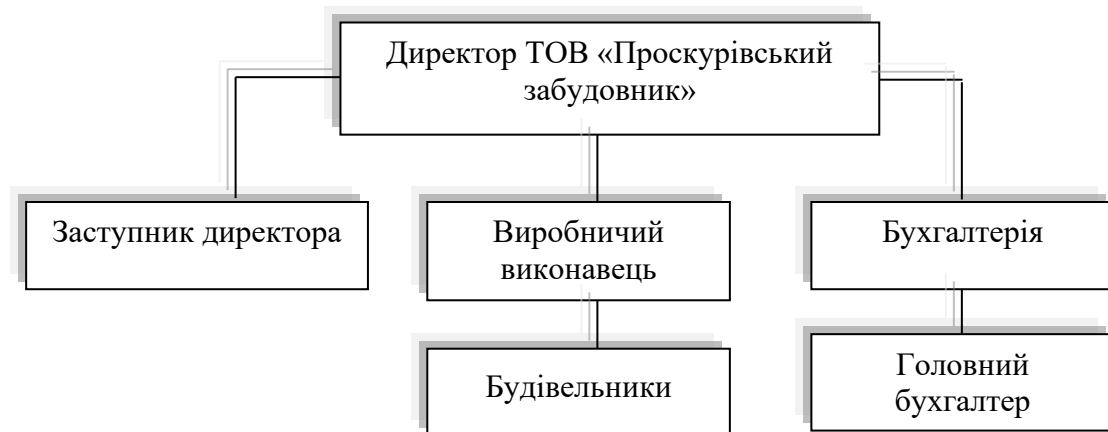 Директор ТОВ «Проскурівський
забудовник»
Заступник директора
Виробничий
виконавець
Бухгалтерія
Будівельники
Головний
бухгалтер